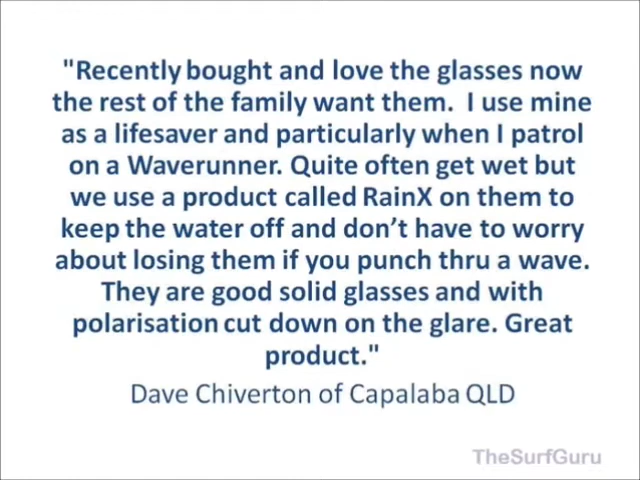 "Recently bought and love the glasses now
the rest of the family want them.  I use mine
as a lifesaver and particularly when I patrol
on a Waverunner. Quite often get wet but
we use a product called RainX on them to
keep the water off and don’t have to worry
about losing them if you punch thru a wave.
They are good solid glasses and with
polarisation cut down on the glare. Great
product."
Dave Chiverton of Capalaba QLD
TheSurfGuru